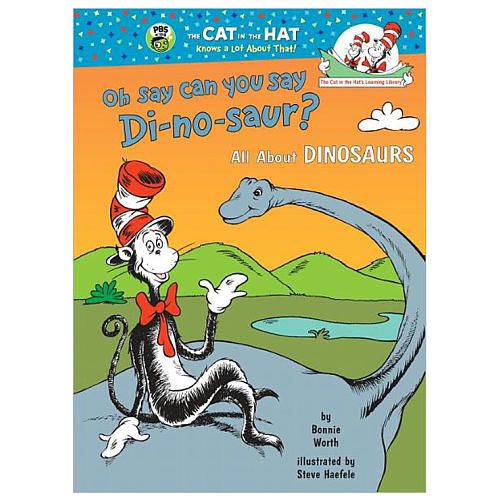 PBS
KIDS
THE CAT IN THE HAT
KNOWS A LOT ABOUT THAT!
The Cat in the Hat's Learning Library
Oh say can you say
Di-no-saur?
All About DINOSAURS
by
Bonnie
Worth
illustrated by
Steve Haefele